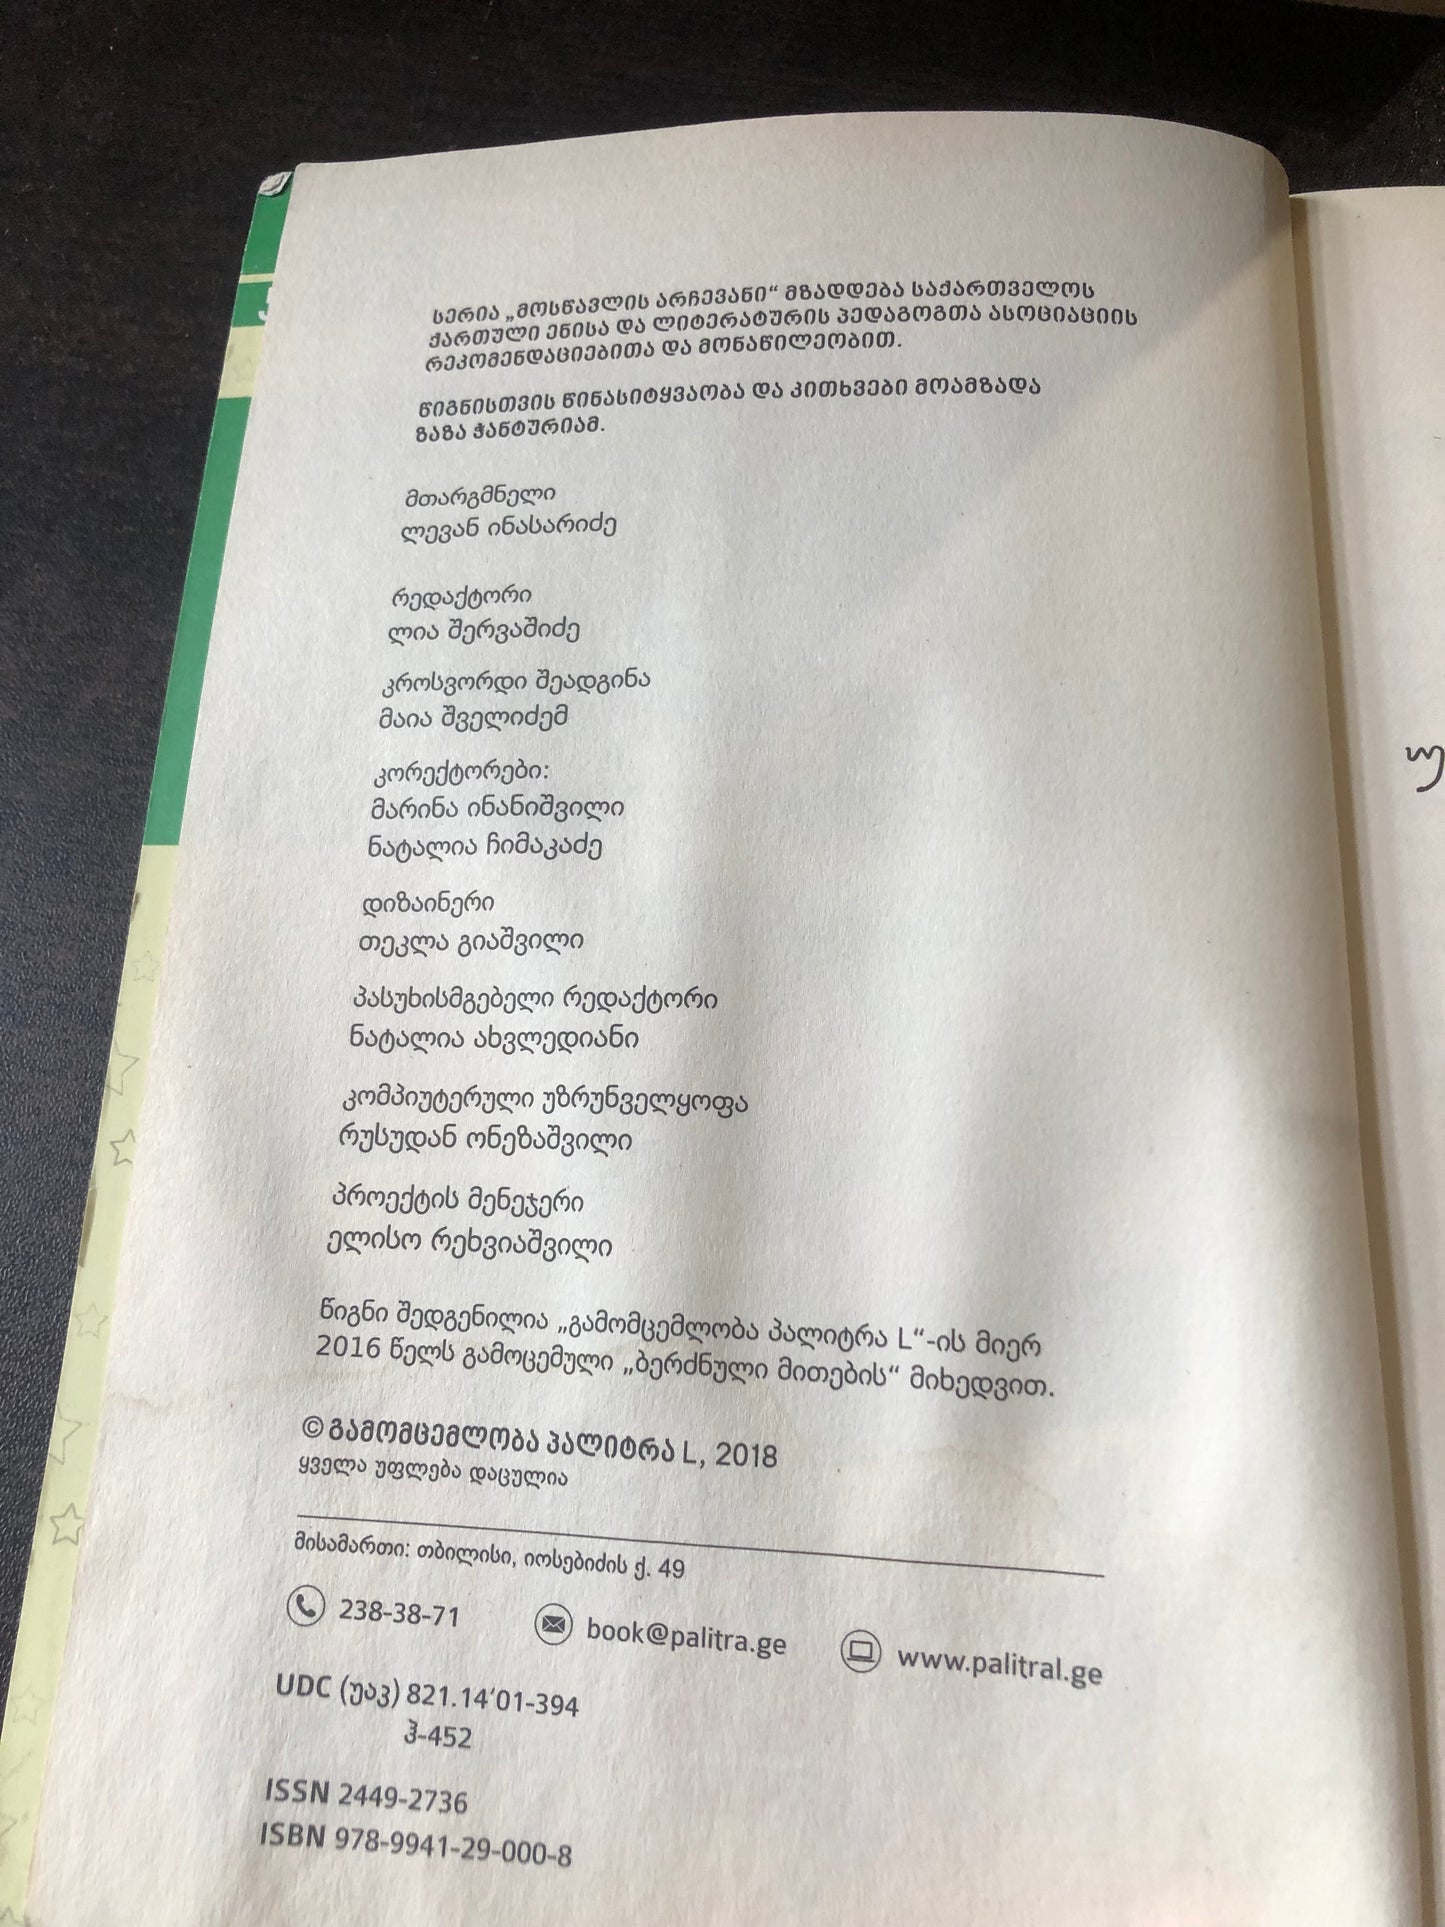 სერია „მოსწავლის არჩევანი“ მზადდება საქართველოს
ქართული ენისა და ლიტერატურის პედაგოგთა ასოციაციის
რეკომენდაციებითა და მონაწილეობით.
წიგნისთვის წინასიტყვაობა და კითხვები მოამზადა
ზაზა ჭანტურიამ.
მთარგმნელი
ლევან ინასარიძე
რედაქტორი
ლია შერვაშიძე
კროსვორდი შეადგინა
მაია შველიძემ
კორექტორები:
მარინა ინანიშვილი
ნატალია ჩიმაკაძე
დიზაინერი
თეკლა გიაშვილი
პასუხისმგებელი რედაქტორი
ნატალია ახვლედიანი
კომპიუტერული უზრუნველყოფა
რუსუდან ონეზაშვილი
პროექტის მენეჯერი
ელისო რეხვიაშვილი
წიგნი შედგენილია „გამომცემლობა პალიტრა L“-ის მიერ
2016 წელს გამოცემული „ბერძნული მითების“ მიხედვით.
© გამომცემლობა პალიტრა L, 2018
ყველა უფლება დაცულია
მისამართი: თბილისი, იოსებიძის ქ. 49
238-38-71 book@palitra.ge www.palitral.ge
UDC (უაკ) 821.14’01-394
ჰ-452
ISSN 2449-2736
ISBN 978-9941-29-000-8